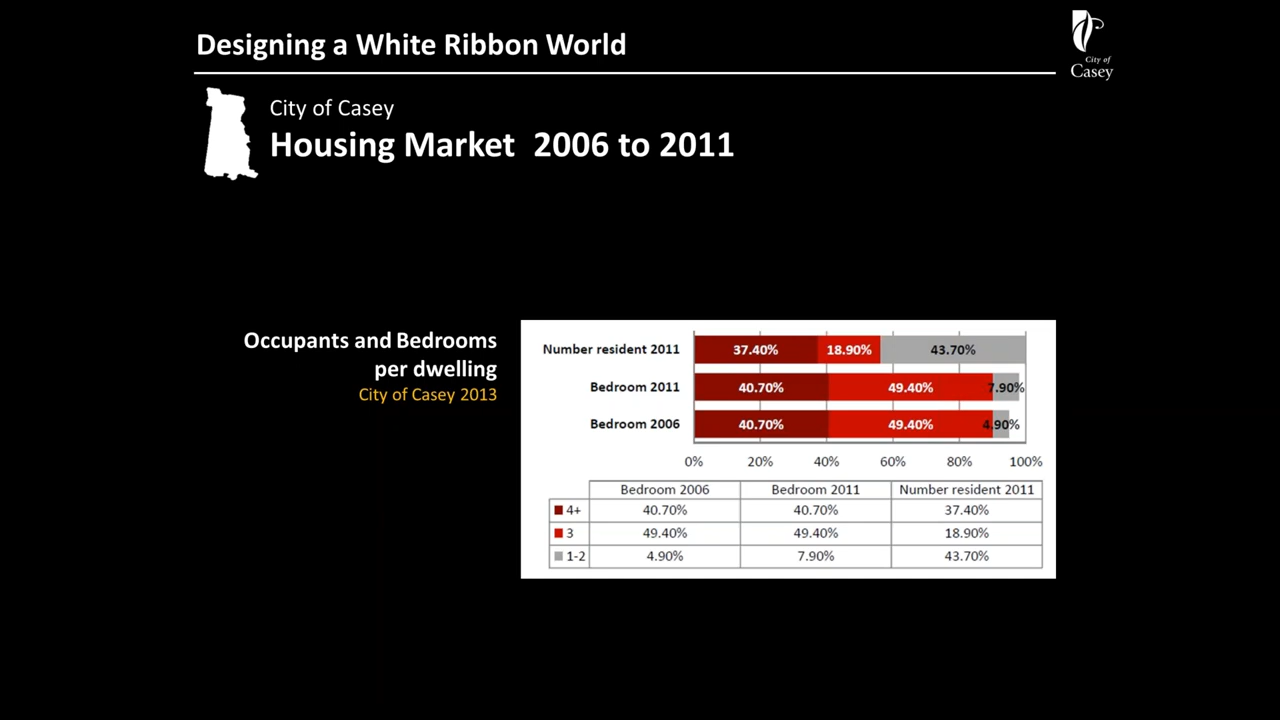 Designing a White Ribbon World
City of
Casey
City of Casey
Housing Market 2006 to 2011
Occupants and Bedrooms
per dwelling
City of Casey 2013
Number resident 2011 37.40% 18.90% 43.70%
Bedroom 2011 40.70% 49.40% 7.90%
Bedroom 2006 40.70% 49.40% 4.90%
0% 20% 40% 60% 80% 100%
Bedroom 2006 Bedroom 2011 Number resident 2011
4+ 40.70% 40.70% 37.40%
3 49.40% 49.40% 18.90%
1-2 4.90% 7.90% 43.70%